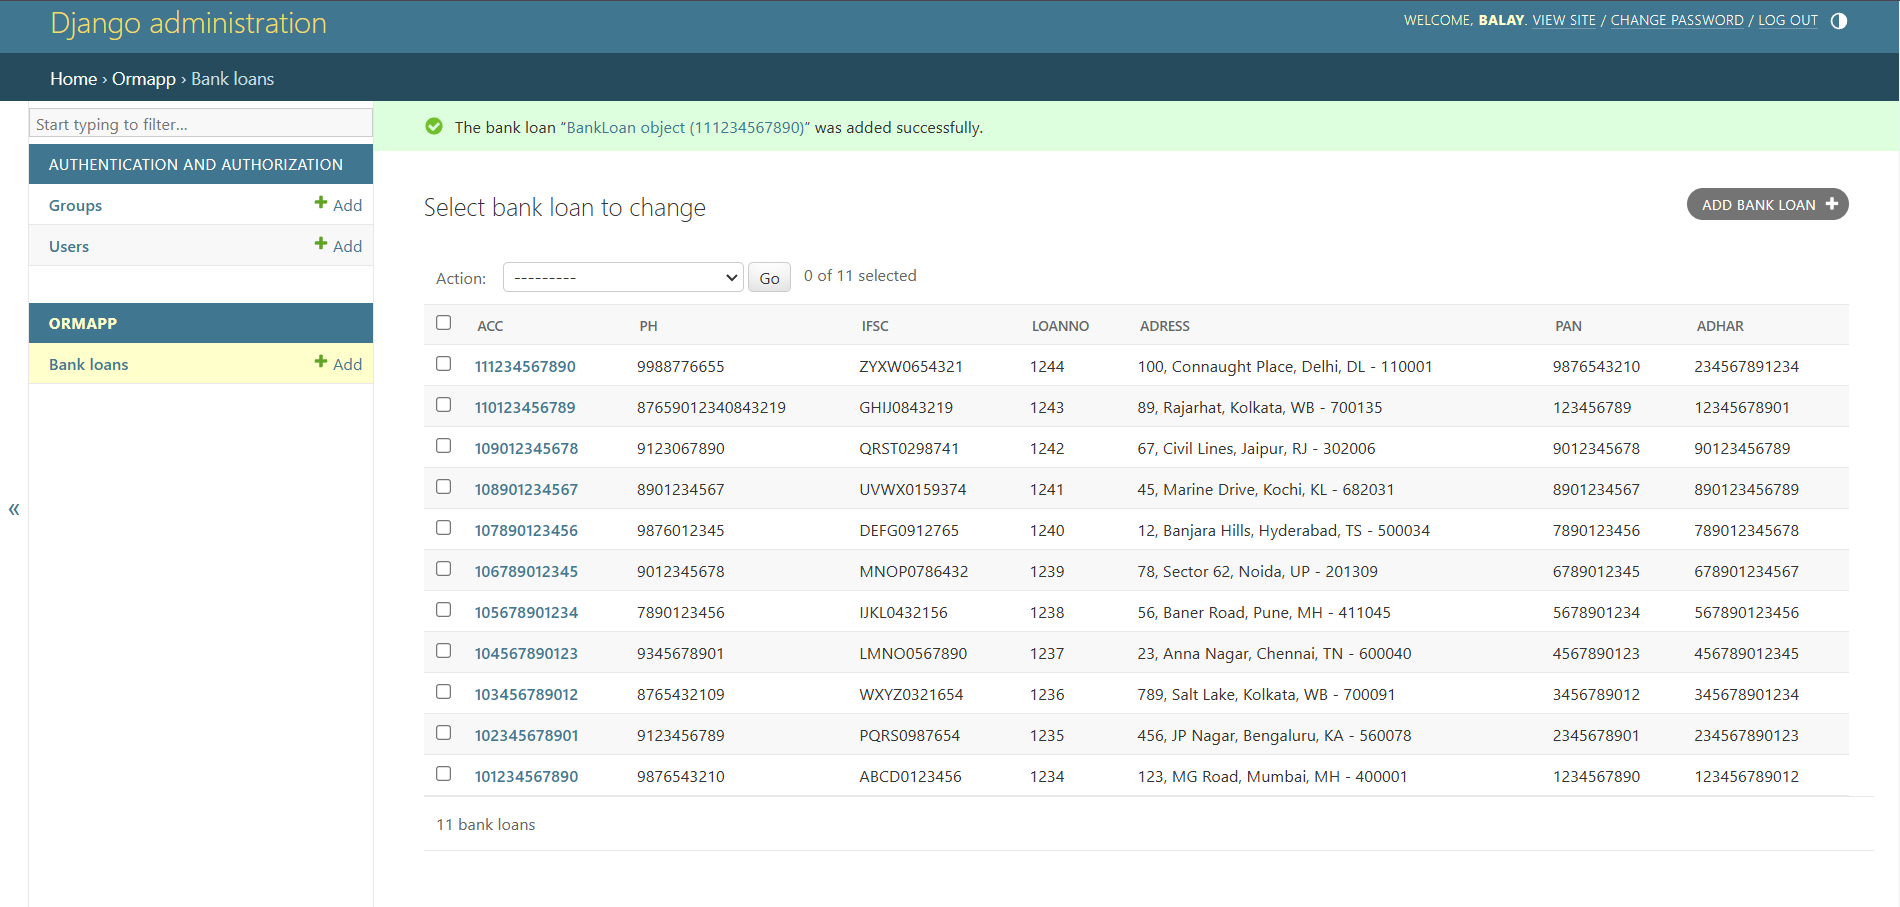 Django administration
WELCOME, BALAY. VIEW SITE / CHANGE PASSWORD / LOG OUT
Home › Ormapp › Bank loans
Start typing to filter...
AUTHENTICATION AND AUTHORIZATION
Groups + Add
Users + Add
ORMAPP
Bank loans + Add
«
The bank loan “BankLoan object (111234567890)” was added successfully.
Select bank loan to change
ADD BANK LOAN +
Action: --------- Go 0 of 11 selected
ACC PH IFSC LOANNO ADRESS PAN ADHAR
111234567890 9988776655 ZYXW0654321 1244 100, Connaught Place, Delhi, DL - 110001 9876543210 234567891234
110123456789 87659012340843219 GHIJ0843219 1243 89, Rajarhat, Kolkata, WB - 700135 123456789 12345678901
109012345678 9123067890 QRST0298741 1242 67, Civil Lines, Jaipur, RJ - 302006 9012345678 90123456789
108901234567 8901234567 UVWX0159374 1241 45, Marine Drive, Kochi, KL - 682031 8901234567 890123456789
107890123456 9876012345 DEFG0912765 1240 12, Banjara Hills, Hyderabad, TS - 500034 7890123456 789012345678
106789012345 9012345678 MNOP0786432 1239 78, Sector 62, Noida, UP - 201309 6789012345 678901234567
105678901234 7890123456 IJKL0432156 1238 56, Baner Road, Pune, MH - 411045 5678901234 567890123456
104567890123 9345678901 LMNO0567890 1237 23, Anna Nagar, Chennai, TN - 600040 4567890123 456789012345
103456789012 8765432109 WXYZ0321654 1236 789, Salt Lake, Kolkata, WB - 700091 3456789012 345678901234
102345678901 9123456789 PQRS0987654 1235 456, JP Nagar, Bengaluru, KA - 560078 2345678901 234567890123
101234567890 9876543210 ABCD0123456 1234 123, MG Road, Mumbai, MH - 400001 1234567890 123456789012
11 bank loans